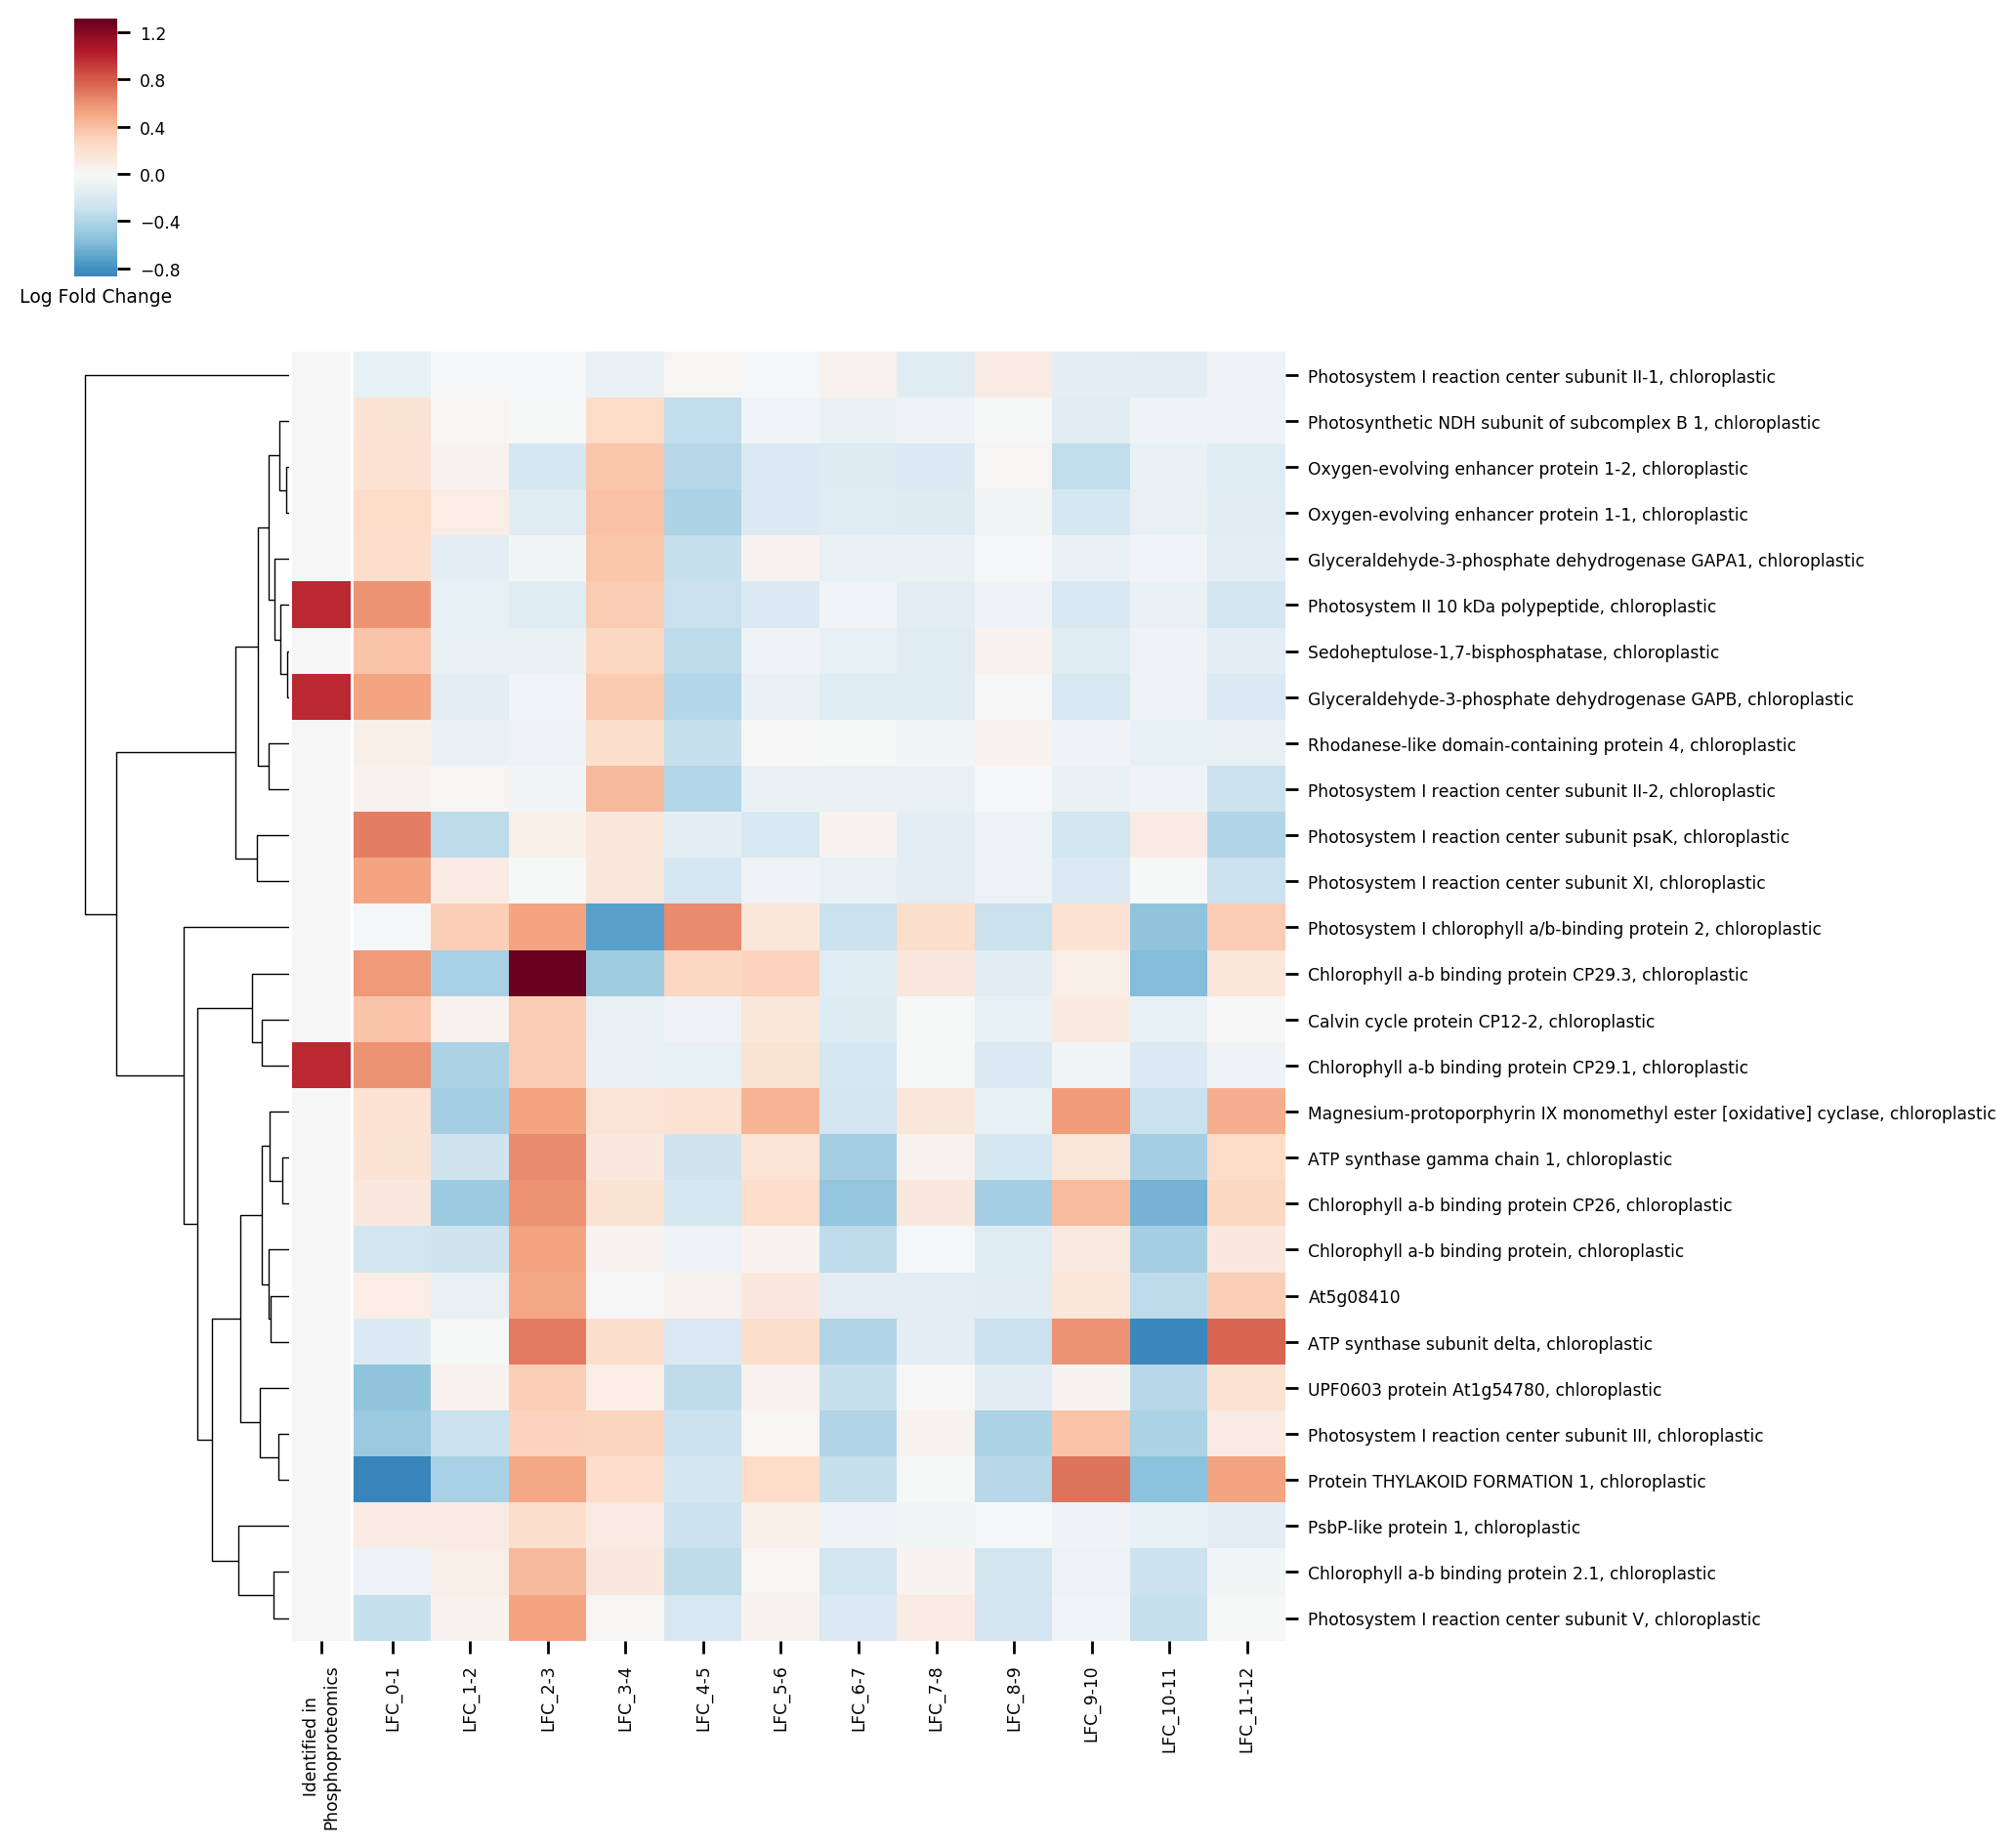 1.2
0.8
0.4
0.0
−0.4
−0.8
Log Fold Change
Photosystem I reaction center subunit II-1, chloroplastic
Photosynthetic NDH subunit of subcomplex B 1, chloroplastic
Oxygen-evolving enhancer protein 1-2, chloroplastic
Oxygen-evolving enhancer protein 1-1, chloroplastic
Glyceraldehyde-3-phosphate dehydrogenase GAPA1, chloroplastic
Photosystem II 10 kDa polypeptide, chloroplastic
Sedoheptulose-1,7-bisphosphatase, chloroplastic
Glyceraldehyde-3-phosphate dehydrogenase GAPB, chloroplastic
Rhodanese-like domain-containing protein 4, chloroplastic
Photosystem I reaction center subunit II-2, chloroplastic
Photosystem I reaction center subunit psaK, chloroplastic
Photosystem I reaction center subunit XI, chloroplastic
Photosystem I chlorophyll a/b-binding protein 2, chloroplastic
Chlorophyll a-b binding protein CP29.3, chloroplastic
Calvin cycle protein CP12-2, chloroplastic
Chlorophyll a-b binding protein CP29.1, chloroplastic
Magnesium-protoporphyrin IX monomethyl ester [oxidative] cyclase, chloroplastic
ATP synthase gamma chain 1, chloroplastic
Chlorophyll a-b binding protein CP26, chloroplastic
Chlorophyll a-b binding protein, chloroplastic
At5g08410
ATP synthase subunit delta, chloroplastic
UPF0603 protein At1g54780, chloroplastic
Photosystem I reaction center subunit III, chloroplastic
Protein THYLAKOID FORMATION 1, chloroplastic
PsbP-like protein 1, chloroplastic
Chlorophyll a-b binding protein 2.1, chloroplastic
Photosystem I reaction center subunit V, chloroplastic
Identified in
Phosphoproteomics
LFC_0-1
LFC_1-2
LFC_2-3
LFC_3-4
LFC_4-5
LFC_5-6
LFC_6-7
LFC_7-8
LFC_8-9
LFC_9-10
LFC_10-11
LFC_11-12